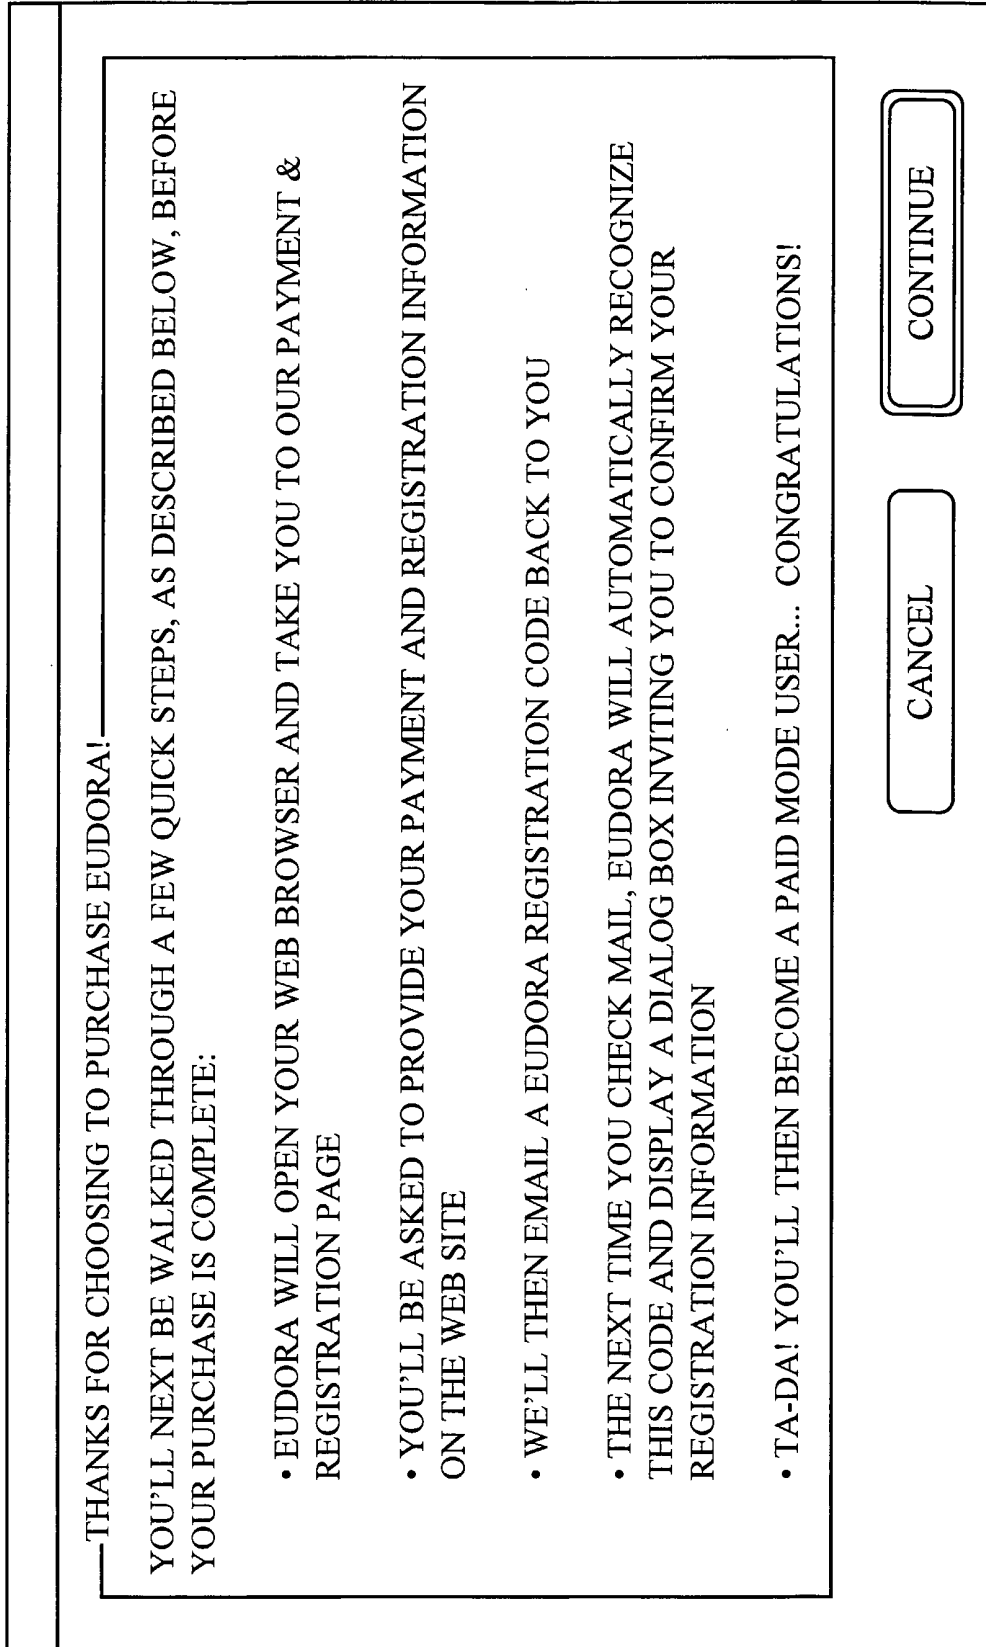 THANKS FOR CHOOSING TO PURCHASE EUDORA!
YOU'LL NEXT BE WALKED THROUGH A FEW QUICK STEPS, AS DESCRIBED BELOW, BEFORE
YOUR PURCHASE IS COMPLETE:
• EUDORA WILL OPEN YOUR WEB BROWSER AND TAKE YOU TO OUR PAYMENT &
REGISTRATION PAGE
• YOU'LL BE ASKED TO PROVIDE YOUR PAYMENT AND REGISTRATION INFORMATION
ON THE WEB SITE
• WE'LL THEN EMAIL A EUDORA REGISTRATION CODE BACK TO YOU
• THE NEXT TIME YOU CHECK MAIL, EUDORA WILL AUTOMATICALLY RECOGNIZE
THIS CODE AND DISPLAY A DIALOG BOX INVITING YOU TO CONFIRM YOUR
REGISTRATION INFORMATION
• TA-DA! YOU'LL THEN BECOME A PAID MODE USER... CONGRATULATIONS!
CANCEL
CONTINUE